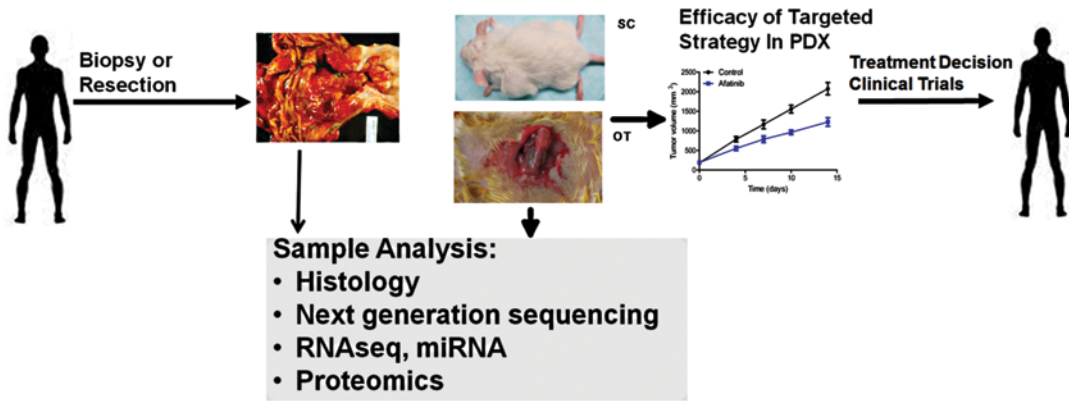 Biopsy or
Resection
SC
OT
Efficacy of Targeted
Strategy In PDX
Control
Afatinib
Tumor volume (mm³)
2500
2000
1500
1000
500
0
0
5
10
15
Time (days)
Treatment Decision
Clinical Trials
Sample Analysis:
• Histology
• Next generation sequencing
• RNAseq, miRNA
• Proteomics